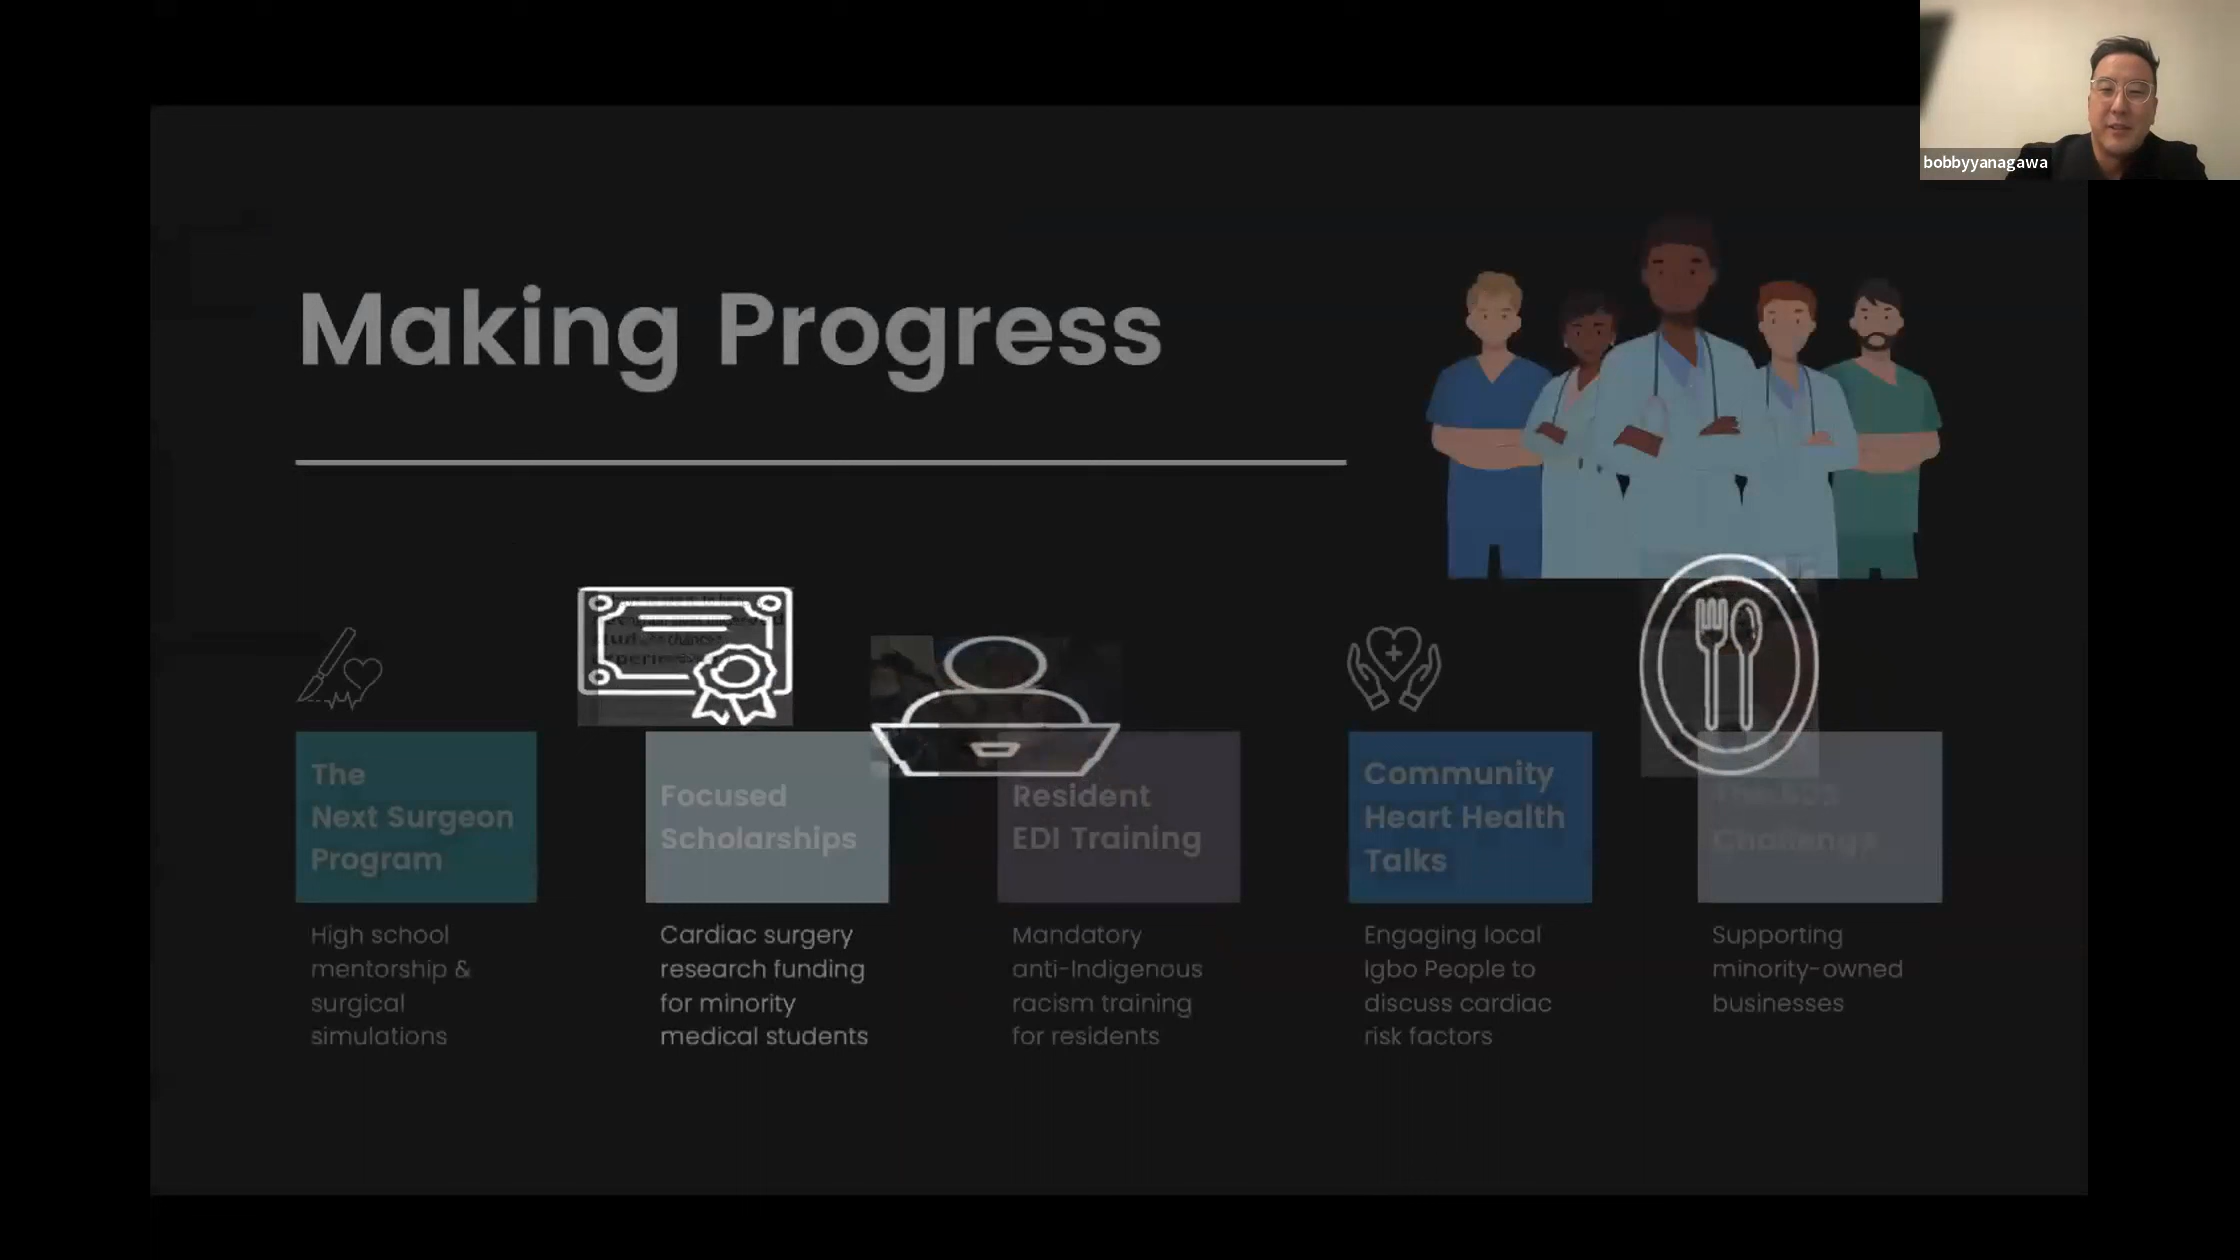 bobbyyanagawa
Making Progress
The
Next Surgeon
Program
High school
mentorship &
surgical
simulations
Focused
Scholarships
Cardiac surgery
research funding
for minority
medical students
Resident
EDI Training
Mandatory
anti-Indigenous
racism training
for residents
Community
Heart Health
Talks
Engaging local
Igbo People to
discuss cardiac
risk factors
Challenge
Supporting
minority-owned
businesses